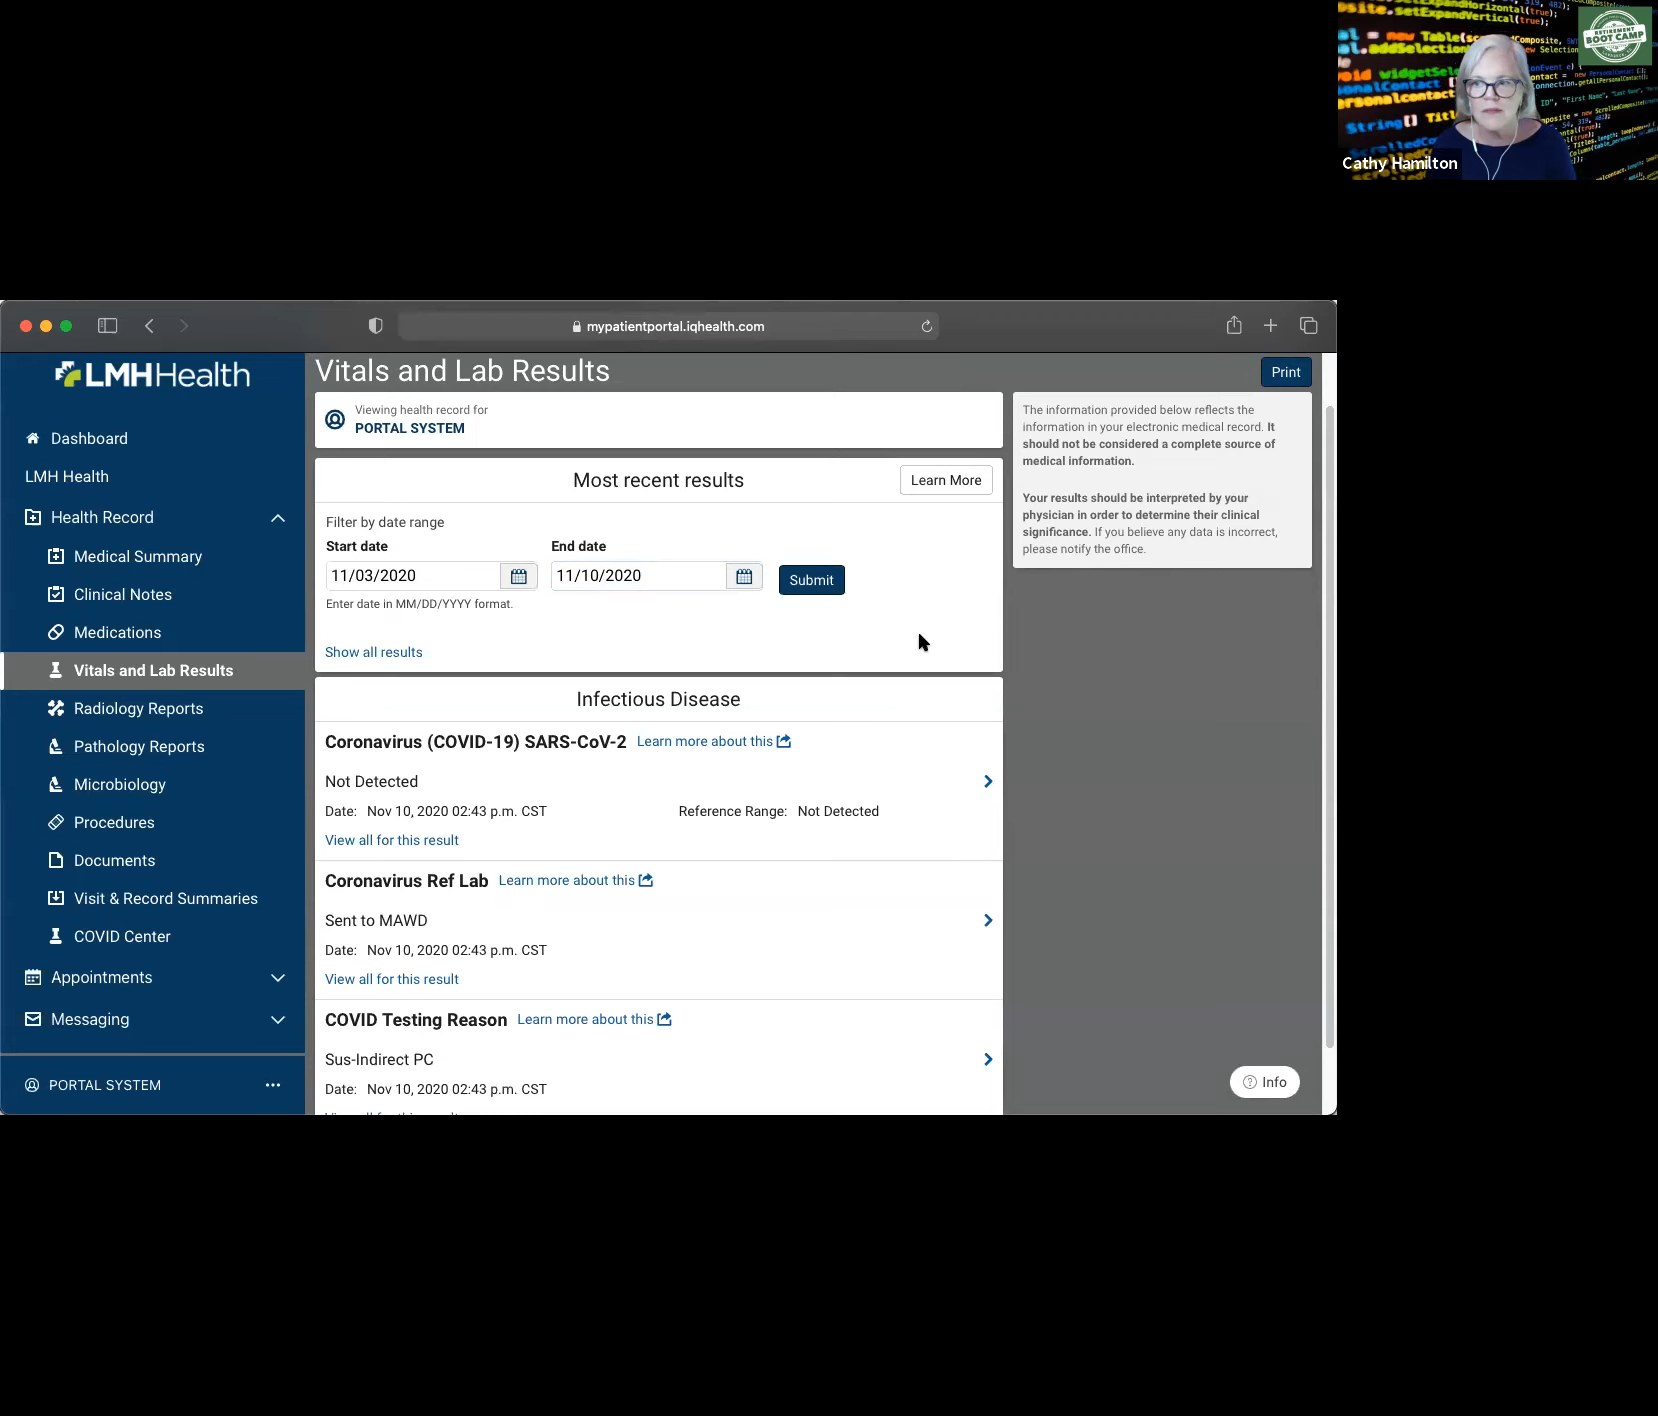 RETIREMENT
BOOT CAMP
Cathy Hamilton
mypatientportal.iqhealth.com
LMHHealth
Dashboard
LMH Health
Health Record
Medical Summary
Clinical Notes
Medications
Vitals and Lab Results
Radiology Reports
Pathology Reports
Microbiology
Procedures
Documents
Visit & Record Summaries
COVID Center
Appointments
Messaging
PORTAL SYSTEM
Vitals and Lab Results
Print
Viewing health record for
PORTAL SYSTEM
Most recent results
Learn More
Filter by date range
Start date
End date
11/03/2020
11/10/2020
Submit
Enter date in MM/DD/YYYY format.
Show all results
Infectious Disease
Coronavirus (COVID-19) SARS-CoV-2 Learn more about this
Not Detected
Date: Nov 10, 2020 02:43 p.m. CST Reference Range: Not Detected
View all for this result
Coronavirus Ref Lab Learn more about this
Sent to MAWD
Date: Nov 10, 2020 02:43 p.m. CST
View all for this result
COVID Testing Reason Learn more about this
Sus-Indirect PC
Date: Nov 10, 2020 02:43 p.m. CST
The information provided below reflects the
information in your electronic medical record. It
should not be considered a complete source of
medical information.
Your results should be interpreted by your
physician in order to determine their clinical
significance. If you believe any data is incorrect,
please notify the office.
Info